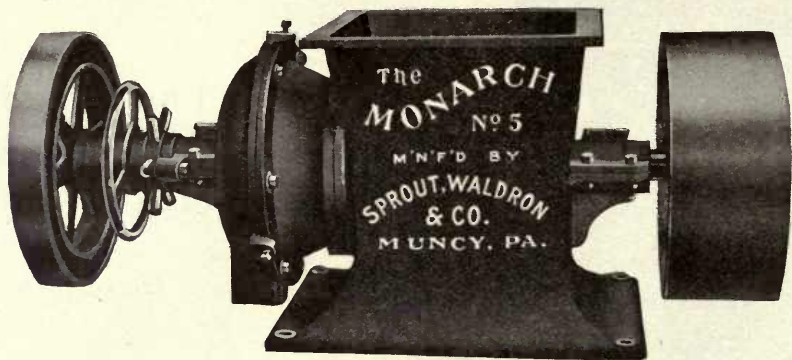 The
MONARCH
Nº 5
M'N'F'D BY
SPROUT, WALDRON
& CO.
MUNCY, PA.